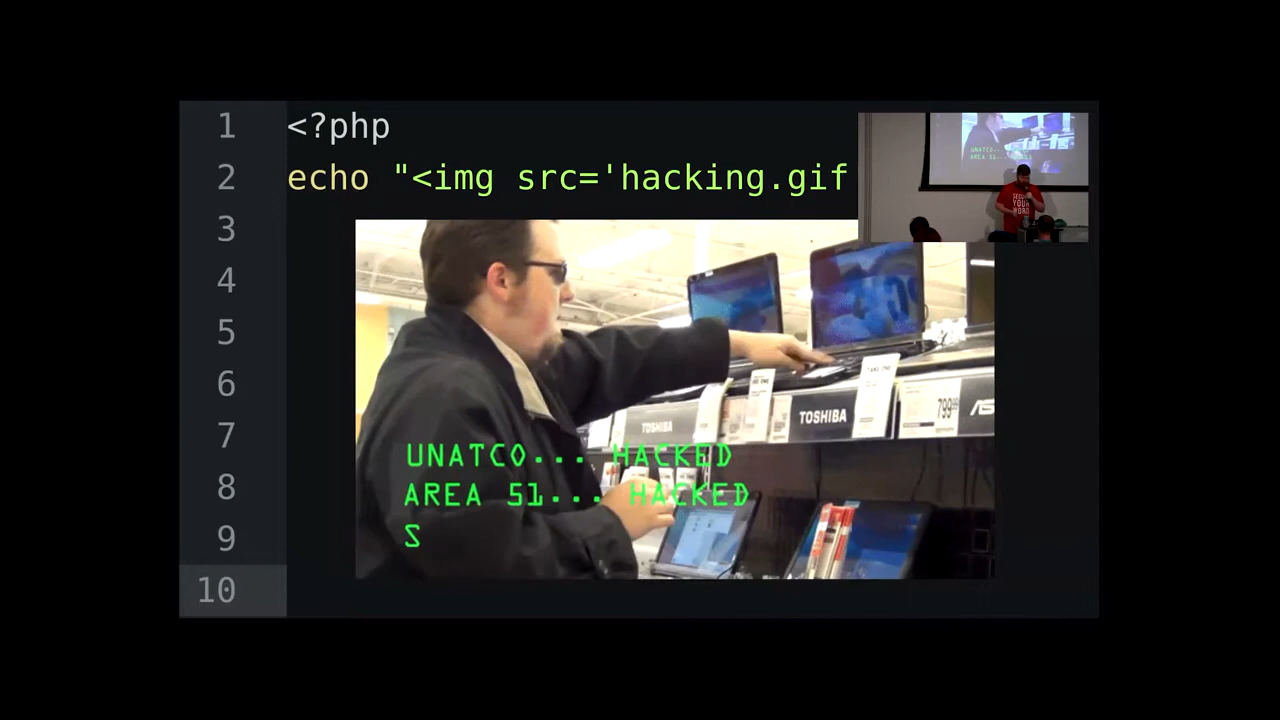 1 <?php
2 echo "<img src='hacking.gif
3
4
5
6
7
8
9
10
TOSHIBA
TOSHIBA
799
UNATCO... HACKED
AREA 51... HACKED
S